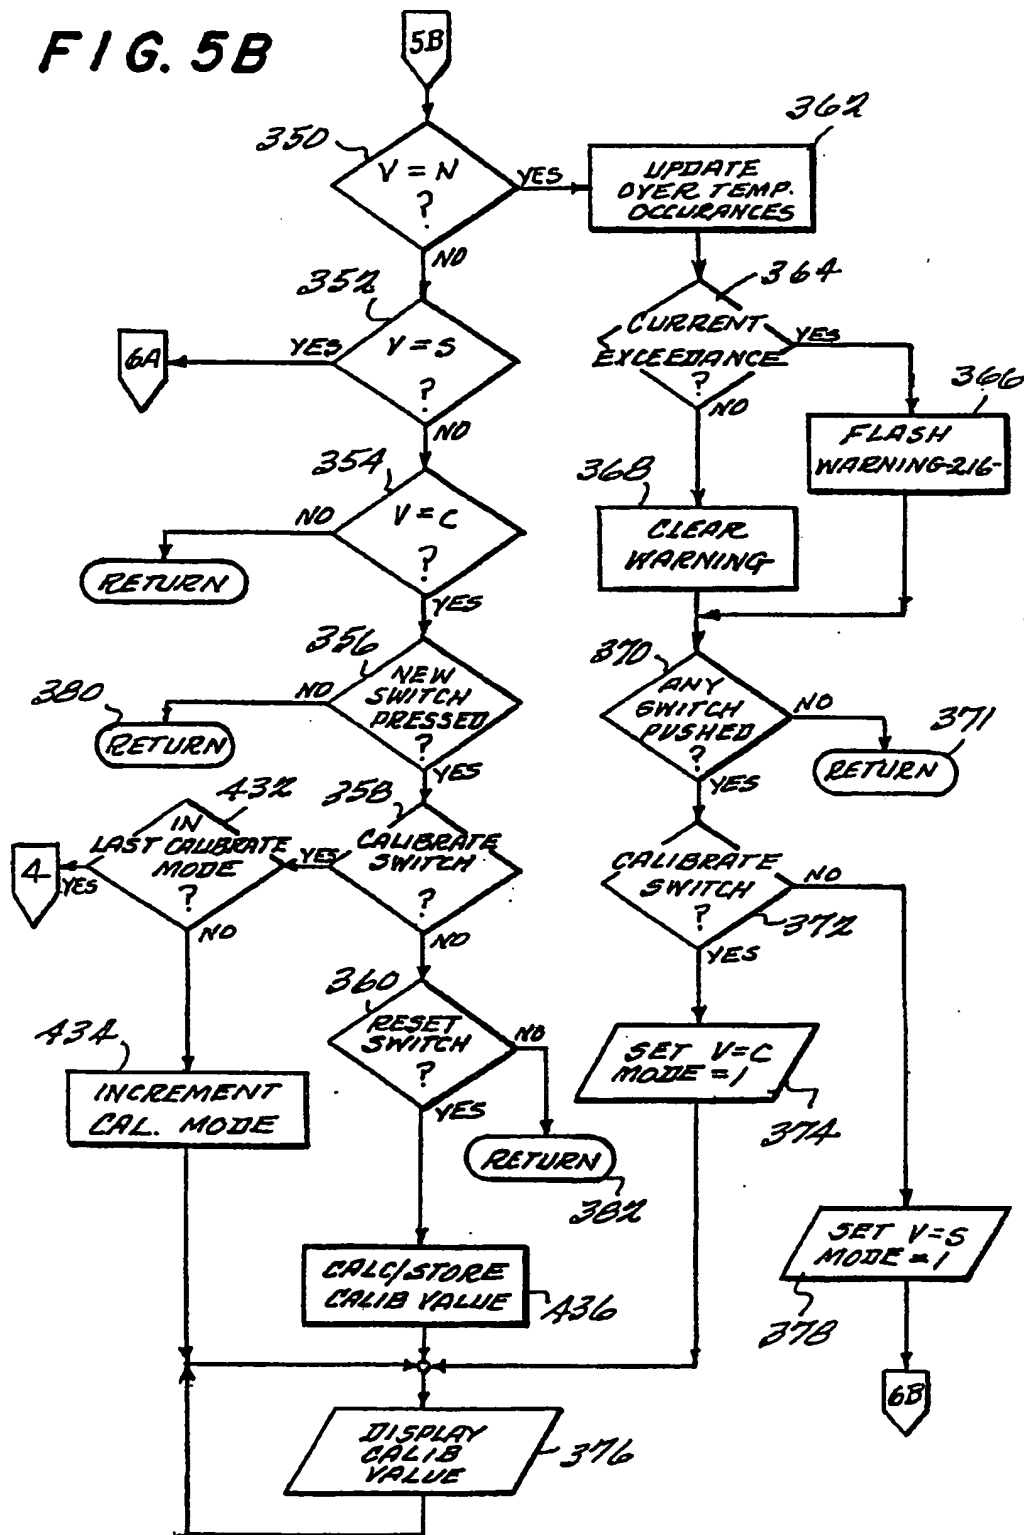 FIG. 5B
5B
350
V = N
?
YES
NO
362
UPDATE
OVER TEMP.
OCCURANCES
352
V = S
?
YES
NO
6A
364
CURRENT
EXCEEDANCE
?
YES
NO
366
FLASH
WARNING-216-
354
V = C
?
NO
YES
RETURN
368
CLEAR
WARNING
356
NEW
SWITCH
PRESSED
?
NO
YES
380
RETURN
370
ANY
SWITCH
PUSHED
?
NO
YES
371
RETURN
432
IN
LAST CALIBRATE
MODE
?
YES
NO
4
358
CALIBRATE
SWITCH
?
YES
NO
CALIBRATE
SWITCH
?
NO
YES
372
360
RESET
SWITCH
?
NO
YES
RETURN
382
434
INCREMENT
CAL. MODE
SET V=C
MODE = 1
374
SET V=S
MODE = 1
378
6B
CALC/STORE
CALIB VALUE
436
DISPLAY
CALIB
VALUE
376